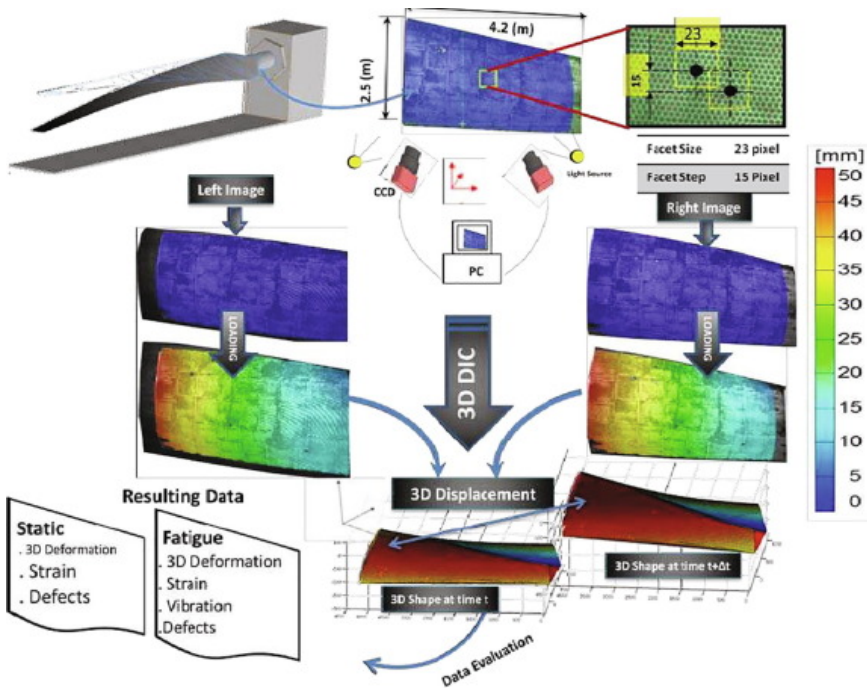 4.2 (m)
2.5 (m)
23
15
Facet Size 23 pixel
Facet Step 15 Pixel
CCD
Light Source
PC
Left Image
Right Image
[mm]
50
45
40
35
30
25
20
15
10
5
0
LOADING
LOADING
3D DIC
3D Displacement
3D Shape at time t
3D Shape at time t+Δt
Resulting Data
Static
. 3D Deformation
. Strain
. Defects
Fatigue
. 3D Deformation
. Strain
. Vibration
.Defects
Data Evaluation